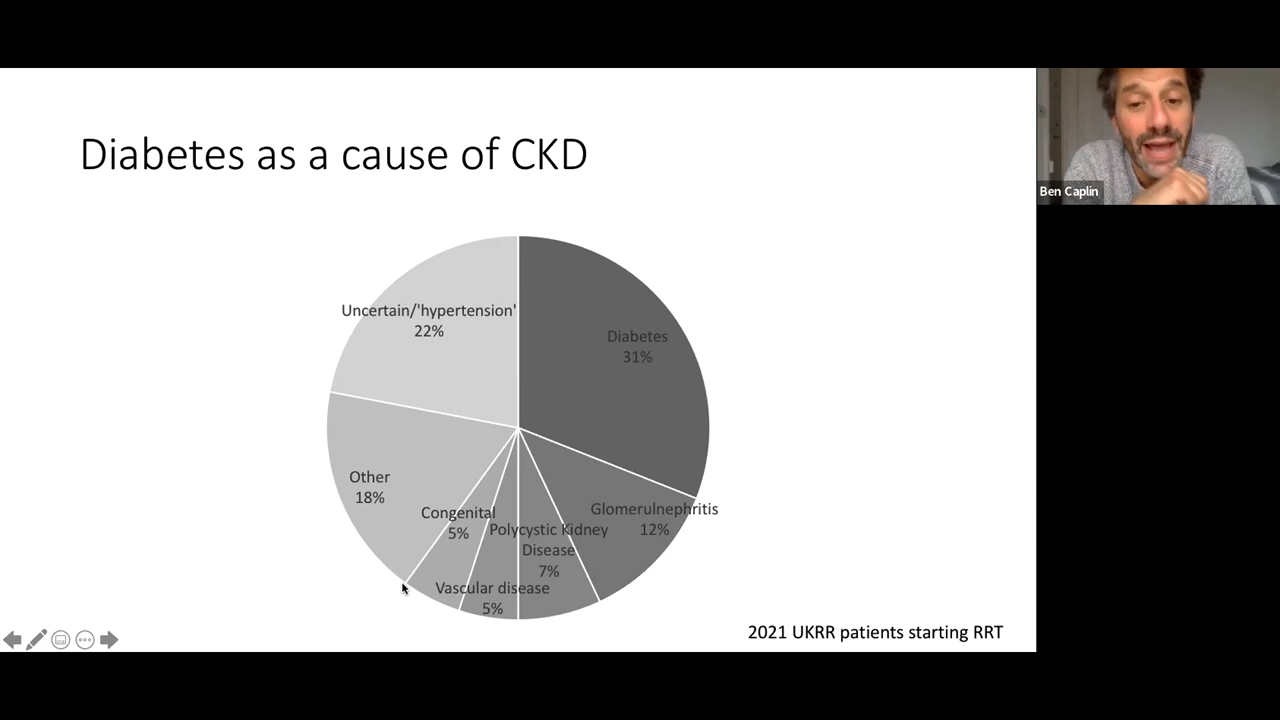 Diabetes as a cause of CKD
Ben Caplin
Uncertain/'hypertension'
22%
Diabetes
31%
Other
18%
Glomerulnephritis
12%
Congenital
5%
Polycystic Kidney
Disease
7%
Vascular disease
5%
2021 UKRR patients starting RRT